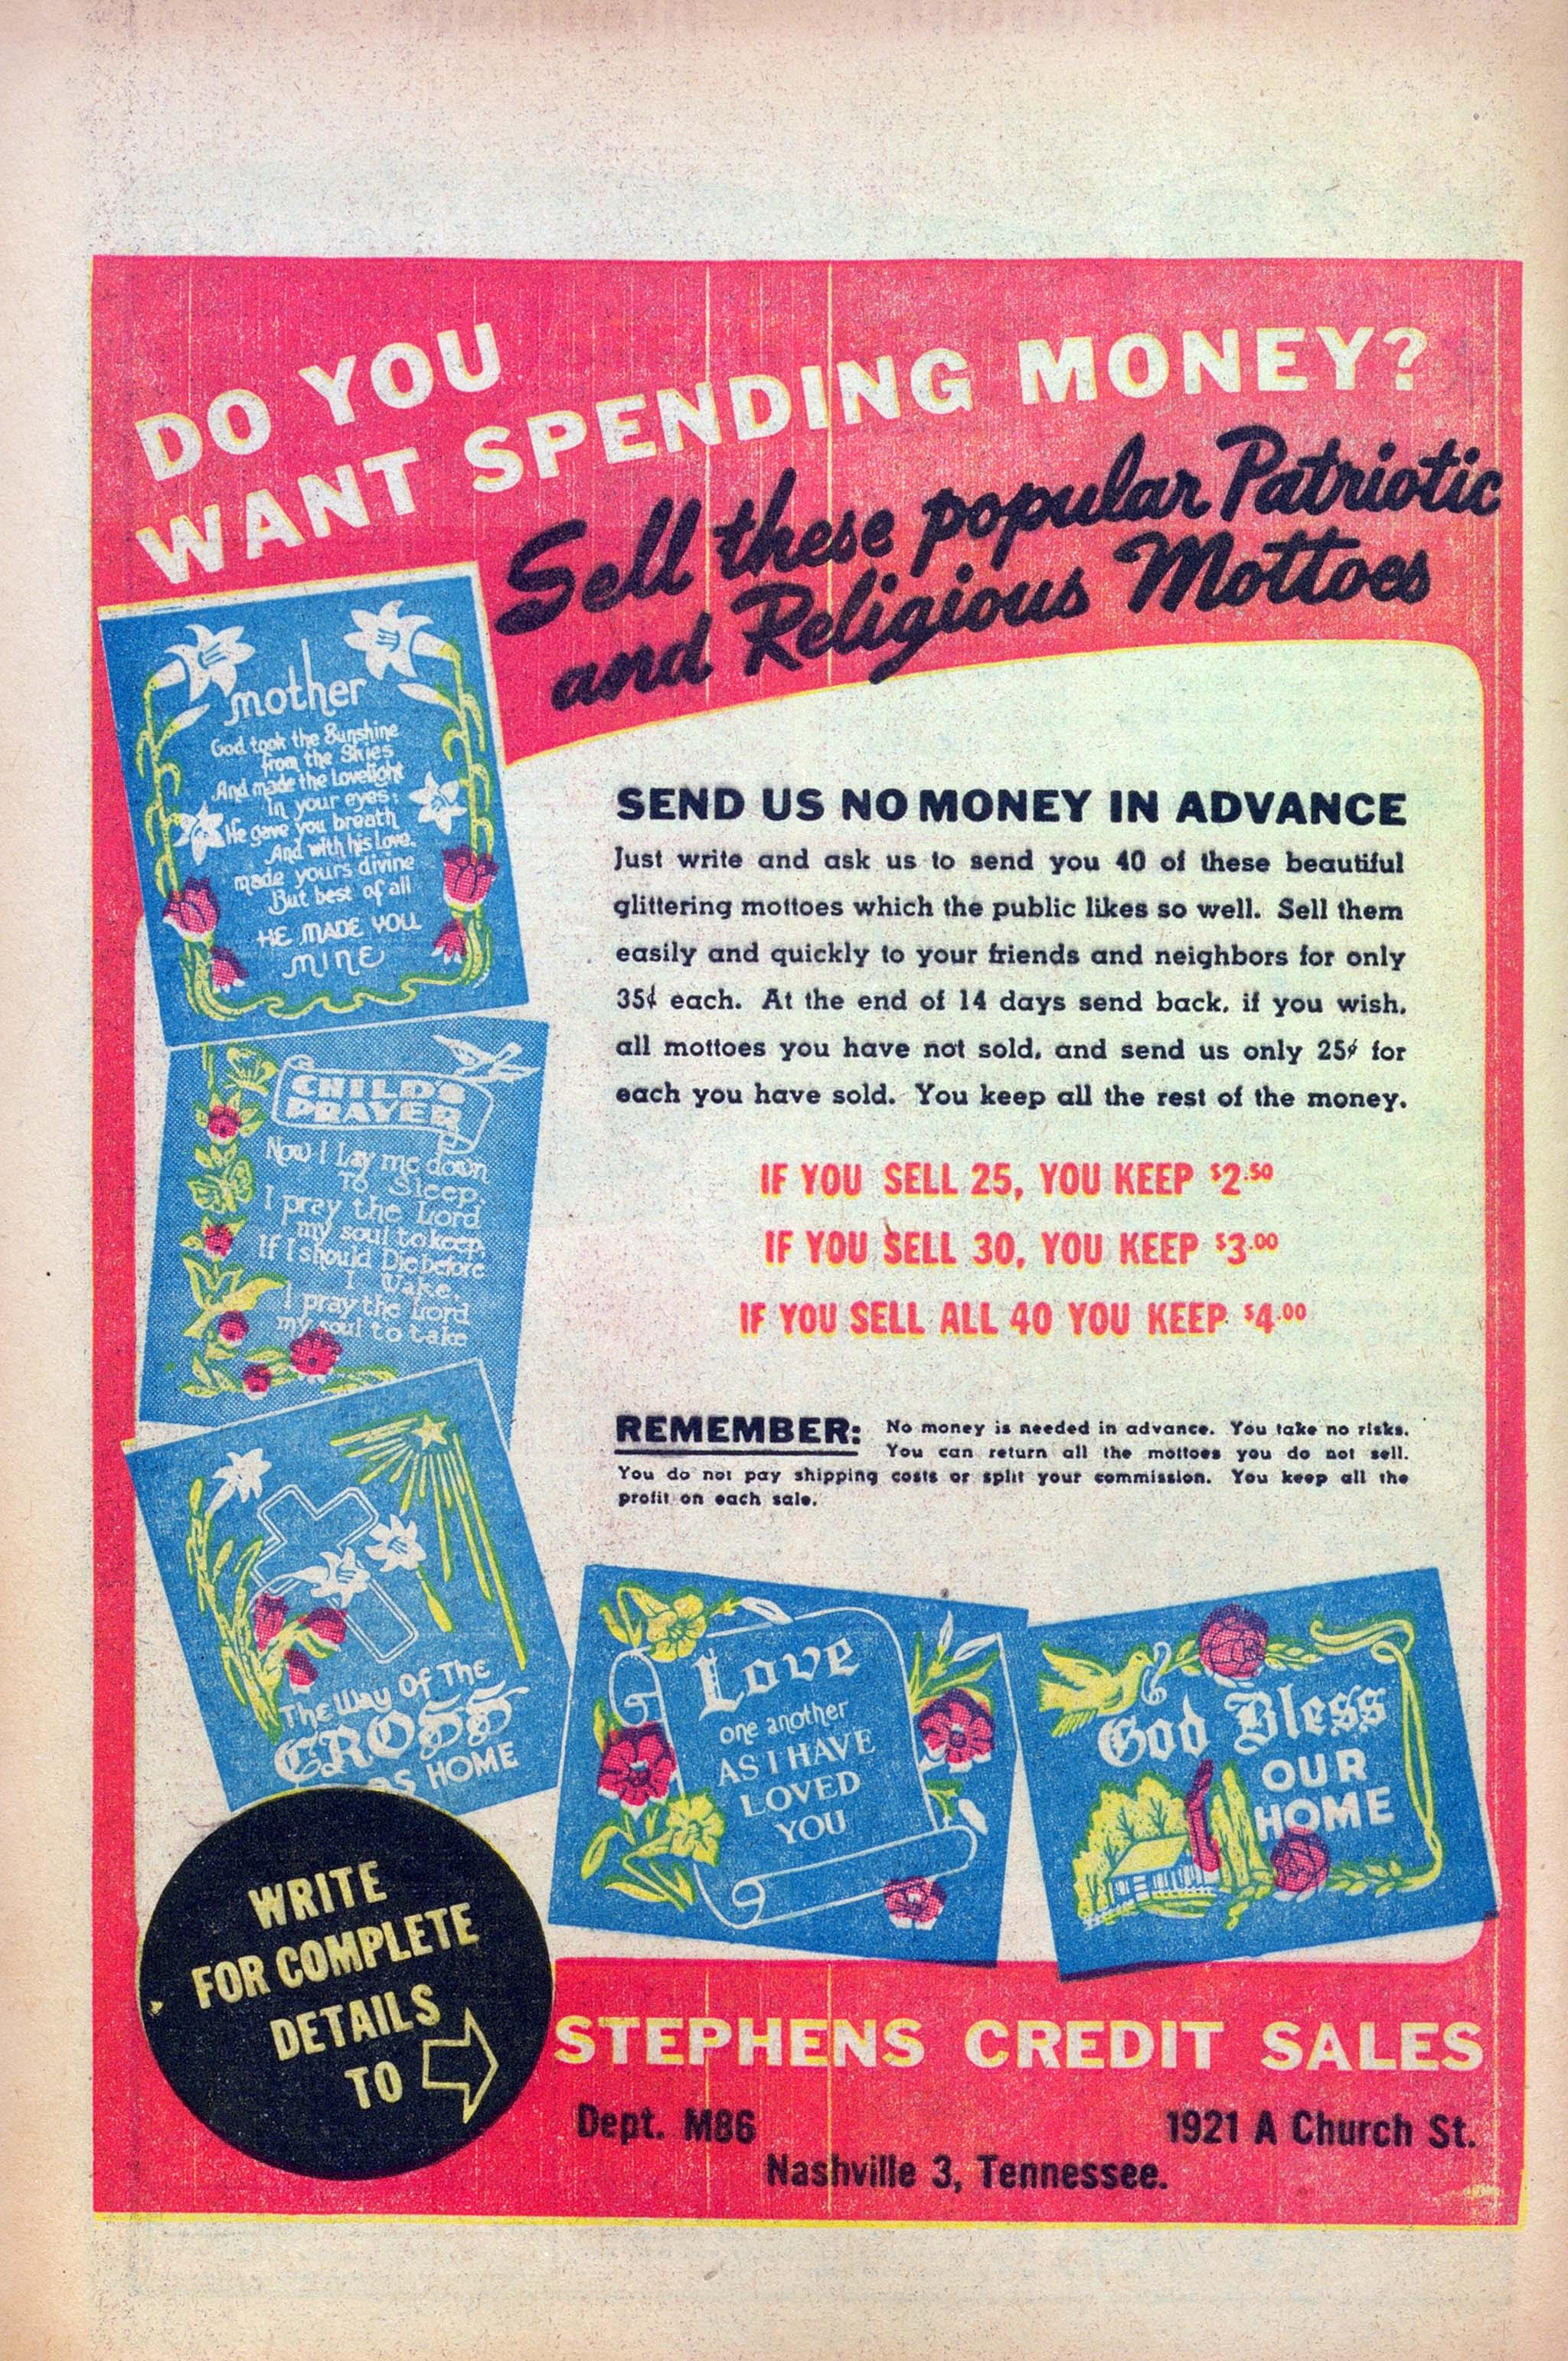 DO YOU
WANT SPENDING MONEY?
Sell these popular Patriotic
and Religious Mottoes
mother
God took the Sunshine
from the Skies
And made the Lovelight
In your eyes;
He gave you breath
And with his Love.
made yours divine
But best of all
HE MADE YOU
MINE
CHILD'S
PRAYER
Now I Lay me down
To Sleep.
I pray the Lord
my soul to keep.
If I should Die before
I Wake.
I pray the Lord
my soul to take
The Way Of The
CROSS
HOME
SEND US NO MONEY IN ADVANCE
Just write and ask us to send you 40 of these beautiful
glittering mottoes which the public likes so well. Sell them
easily and quickly to your friends and neighbors for only
35¢ each. At the end of 14 days send back, if you wish,
all mottoes you have not sold, and send us only 25¢ for
each you have sold. You keep all the rest of the money.
IF YOU SELL 25, YOU KEEP $2.50
IF YOU SELL 30, YOU KEEP $3.00
IF YOU SELL ALL 40 YOU KEEP $4.00
REMEMBER: No money is needed in advance. You take no risks.
You can return all the mottoes you do not sell.
You do not pay shipping costs or split your commission. You keep all the
profit on each sale.
Love
one another
AS I HAVE
LOVED
YOU
God Bless
OUR
HOME
WRITE
FOR COMPLETE
DETAILS
TO
STEPHENS CREDIT SALES
Dept. M86 1921 A Church St.
Nashville 3, Tennessee.